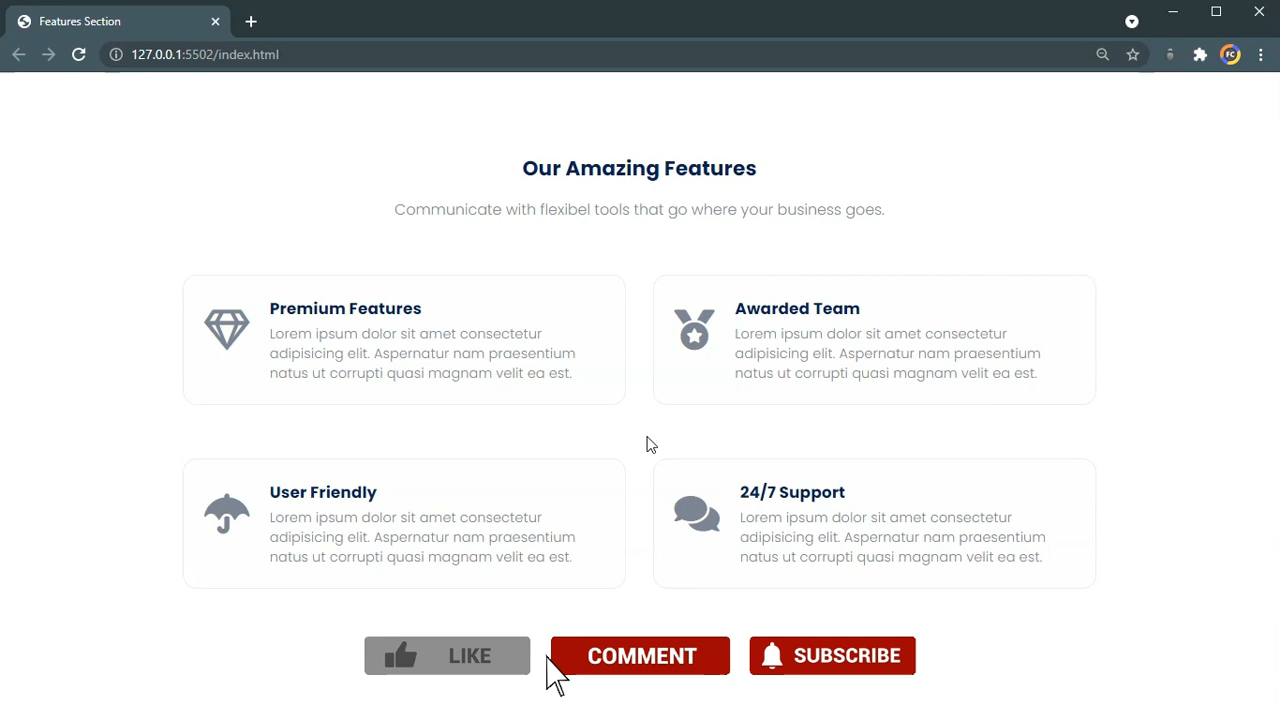 Features Section
127.0.0.1:5502/index.html
FC
Our Amazing Features
Communicate with flexibel tools that go where your business goes.
Premium Features
Lorem ipsum dolor sit amet consectetur
adipisicing elit. Aspernatur nam praesentium
natus ut corrupti quasi magnam velit ea est.
Awarded Team
Lorem ipsum dolor sit amet consectetur
adipisicing elit. Aspernatur nam praesentium
natus ut corrupti quasi magnam velit ea est.
User Friendly
Lorem ipsum dolor sit amet consectetur
adipisicing elit. Aspernatur nam praesentium
natus ut corrupti quasi magnam velit ea est.
24/7 Support
Lorem ipsum dolor sit amet consectetur
adipisicing elit. Aspernatur nam praesentium
natus ut corrupti quasi magnam velit ea est.
LIKE
COMMENT
SUBSCRIBE